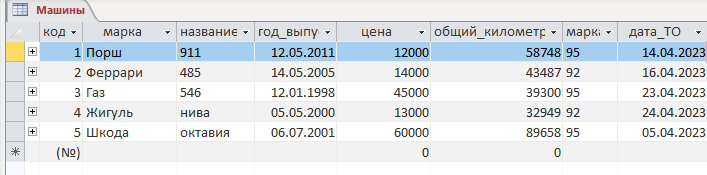 Машины
код марка название год_выпу цена общий_километр марка дата_ТО
1 Порш 911 12.05.2011 12000 58748 95 14.04.2023
2 Феррари 485 14.05.2005 14000 43487 92 16.04.2023
3 Газ 546 12.01.1998 45000 39300 95 23.04.2023
4 Жигуль нива 05.05.2000 13000 32949 92 24.04.2023
5 Шкода октавия 06.07.2001 60000 89658 95 05.04.2023
(№) 0 0